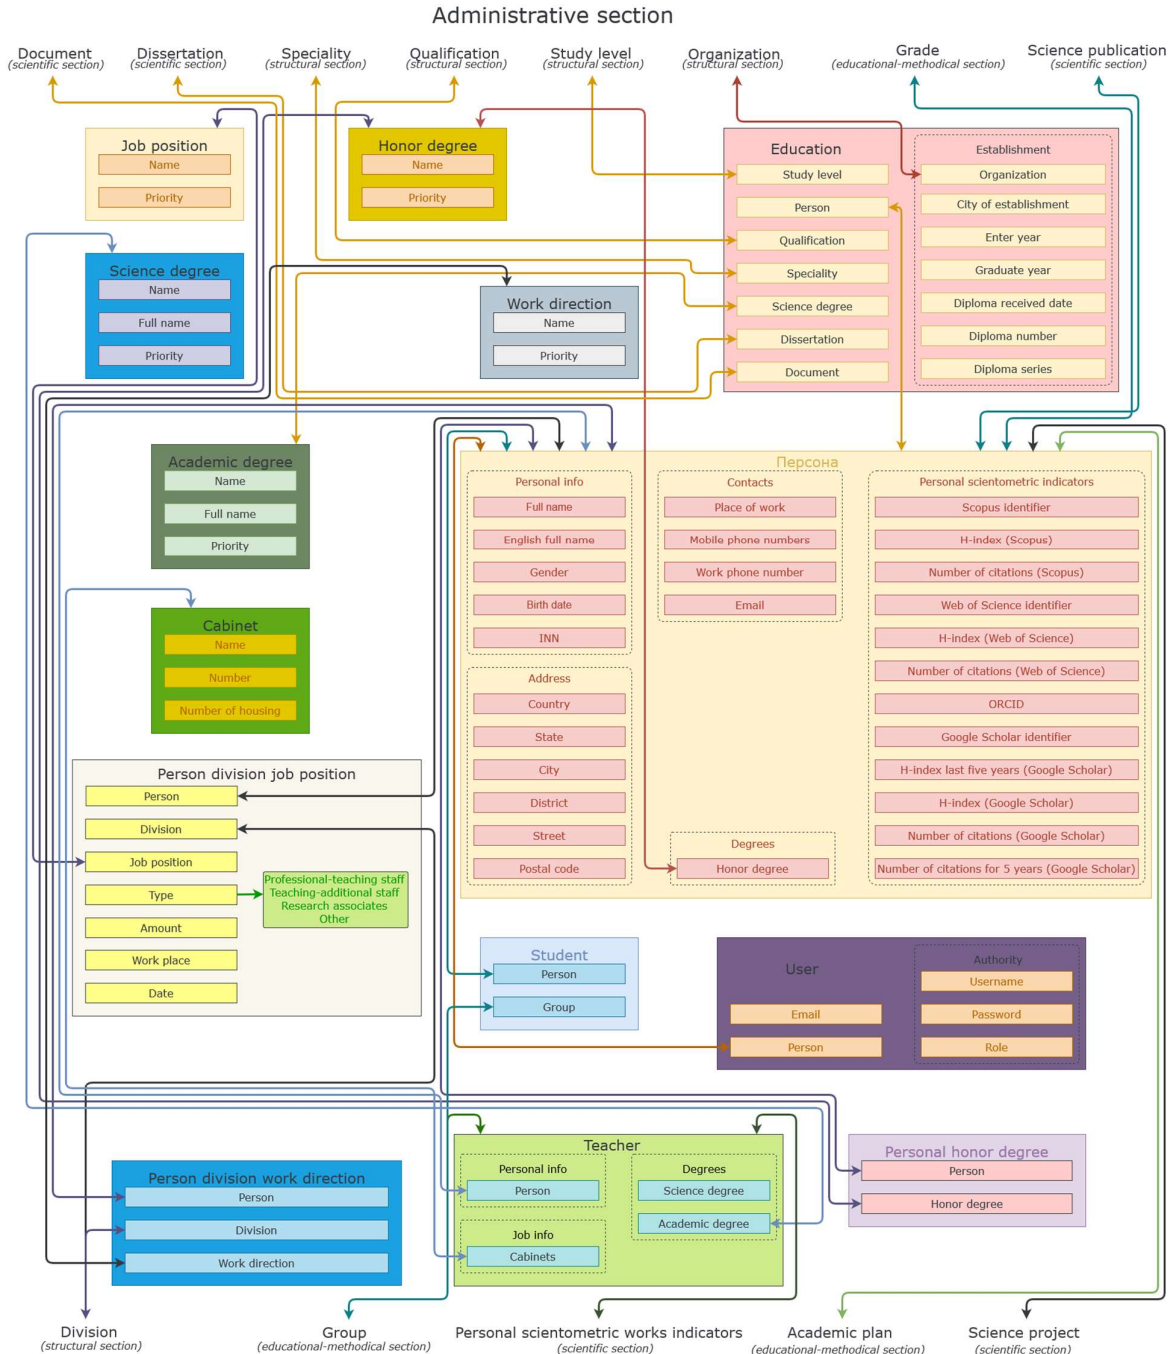 Administrative section
Document
(scientific section)
Dissertation
(scientific section)
Speciality
(structural section)
Qualification
(structural section)
Study level
(structural section)
Organization
(structural section)
Grade
(educational-methodical section)
Science publication
(scientific section)
Job position
Name
Priority
Honor degree
Name
Priority
Education
Study level
Person
Qualification
Speciality
Science degree
Dissertation
Document
Establishment
Organization
City of establishment
Enter year
Graduate year
Diploma received date
Diploma number
Diploma series
Science degree
Name
Full name
Priority
Work direction
Name
Priority
Academic degree
Name
Full name
Priority
Cabinet
Name
Number
Number of housing
Персона
Personal info
Full name
English full name
Gender
Birth date
INN
Address
Country
State
City
District
Street
Postal code
Contacts
Place of work
Mobile phone numbers
Work phone number
Email
Degrees
Honor degree
Personal scientometric indicators
Scopus identifier
H-index (Scopus)
Number of citations (Scopus)
Web of Science identifier
H-index (Web of Science)
Number of citations (Web of Science)
ORCID
Google Scholar identifier
H-index last five years (Google Scholar)
H-index (Google Scholar)
Number of citations (Google Scholar)
Number of citations for 5 years (Google Scholar)
Person division job position
Person
Division
Job position
Type
Amount
Work place
Date
Professional-teaching staff
Teaching-additional staff
Research associates
Other
Student
Person
Group
User
Email
Person
Authority
Username
Password
Role
Person division work direction
Person
Division
Work direction
Teacher
Personal info
Person
Job info
Cabinets
Degrees
Science degree
Academic degree
Personal honor degree
Person
Honor degree
Division
(structural section)
Group
(educational-methodical section)
Personal scientometric works indicators
(scientific section)
Academic plan
(educational-methodical section)
Science project
(scientific section)